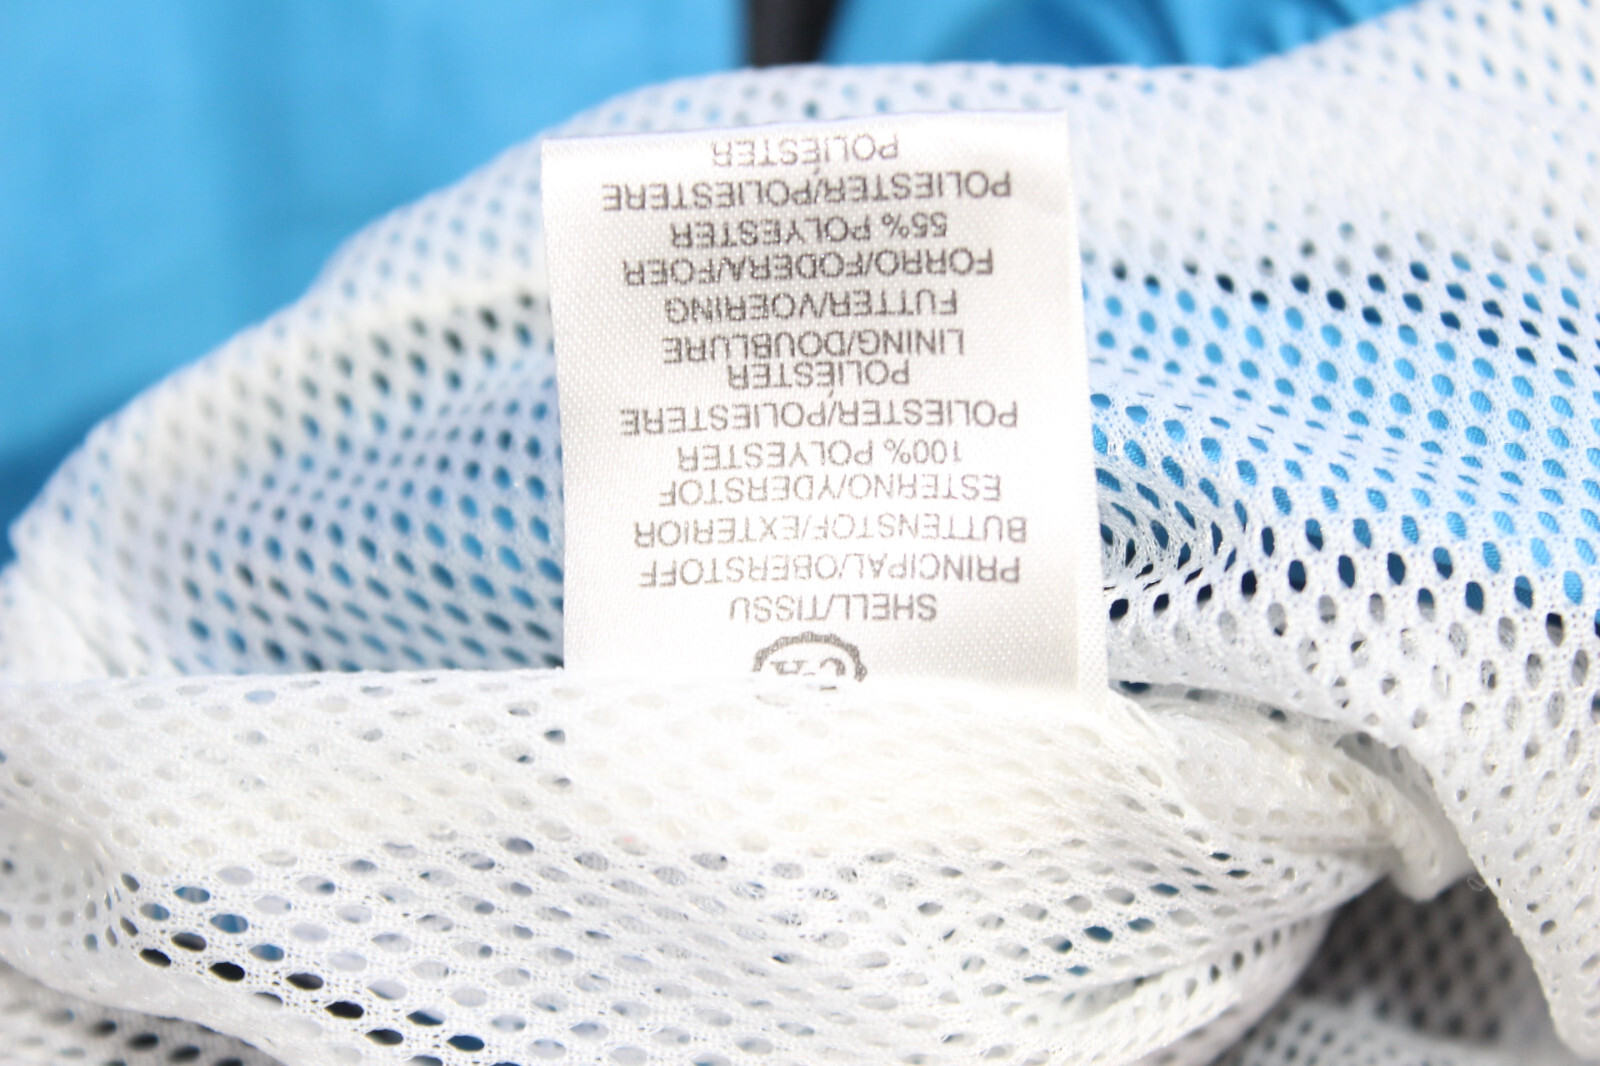 C&A
SHELL/TISSU
PRINCIPAL/OBERSTOFF
BUITENSTOF/EXTERIOR
ESTERNO/YDERSTOF
100% POLYESTER
POLIESTER/POLIESTERE
POLIÉSTER
LINING/DOUBLURE
FUTTER/VOERING
FORRO/FODERA/FOER
55% POLYESTER
POLIESTER/POLIESTERE
POLIÉSTER